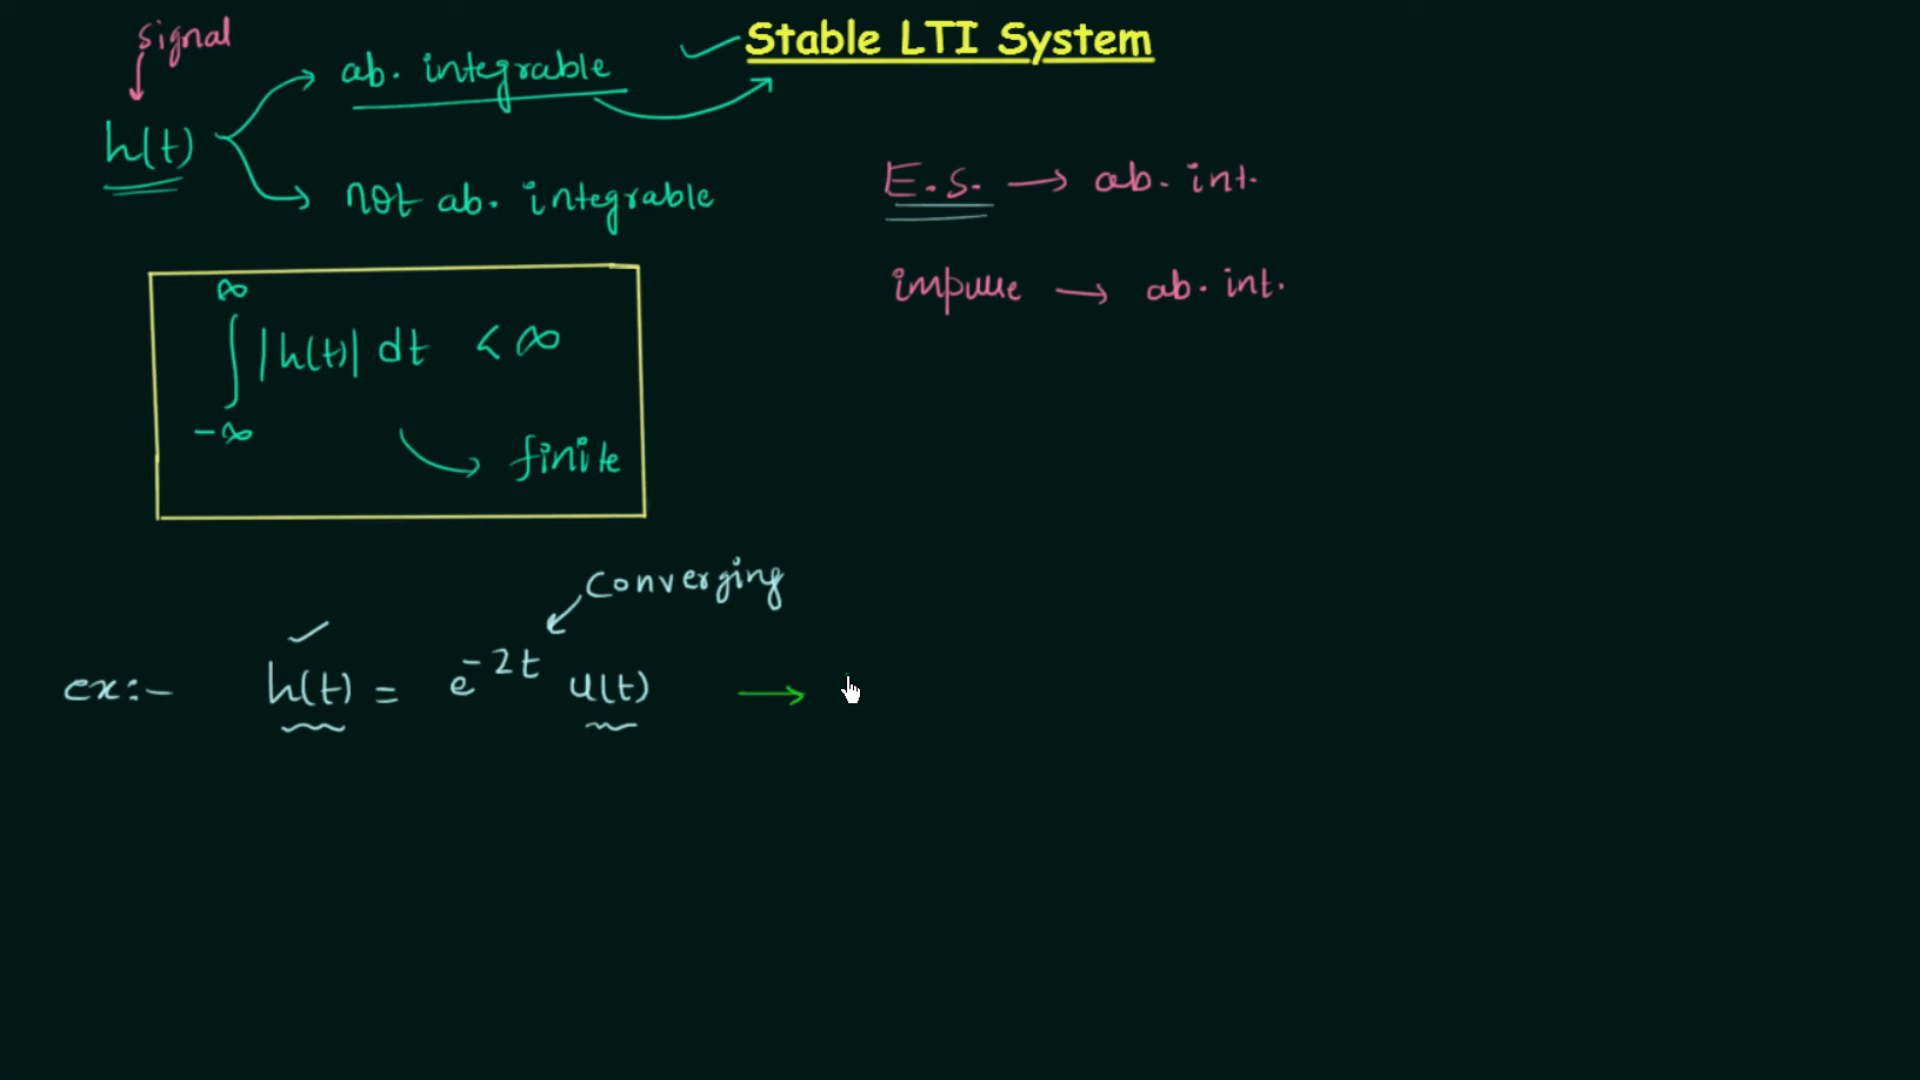 Stable LTI System
signal
h(t)
ab. integrable
not ab. integrable
E.S. → ab. int.
impulse → ab. int.
∞
∫ |h(t)| dt < ∞
-∞
finite
converging
ex:- h(t) = e^{-2t} u(t) →